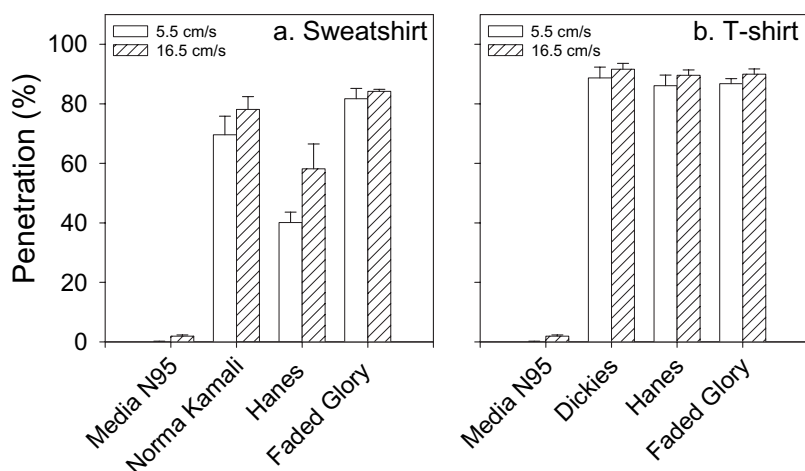 a. Sweatshirt
5.5 cm/s
16.5 cm/s
b. T-shirt
5.5 cm/s
16.5 cm/s
Penetration (%)
100
80
60
40
20
0
Media N95
Norma Kamali
Hanes
Faded Glory
Media N95
Dickies
Hanes
Faded Glory